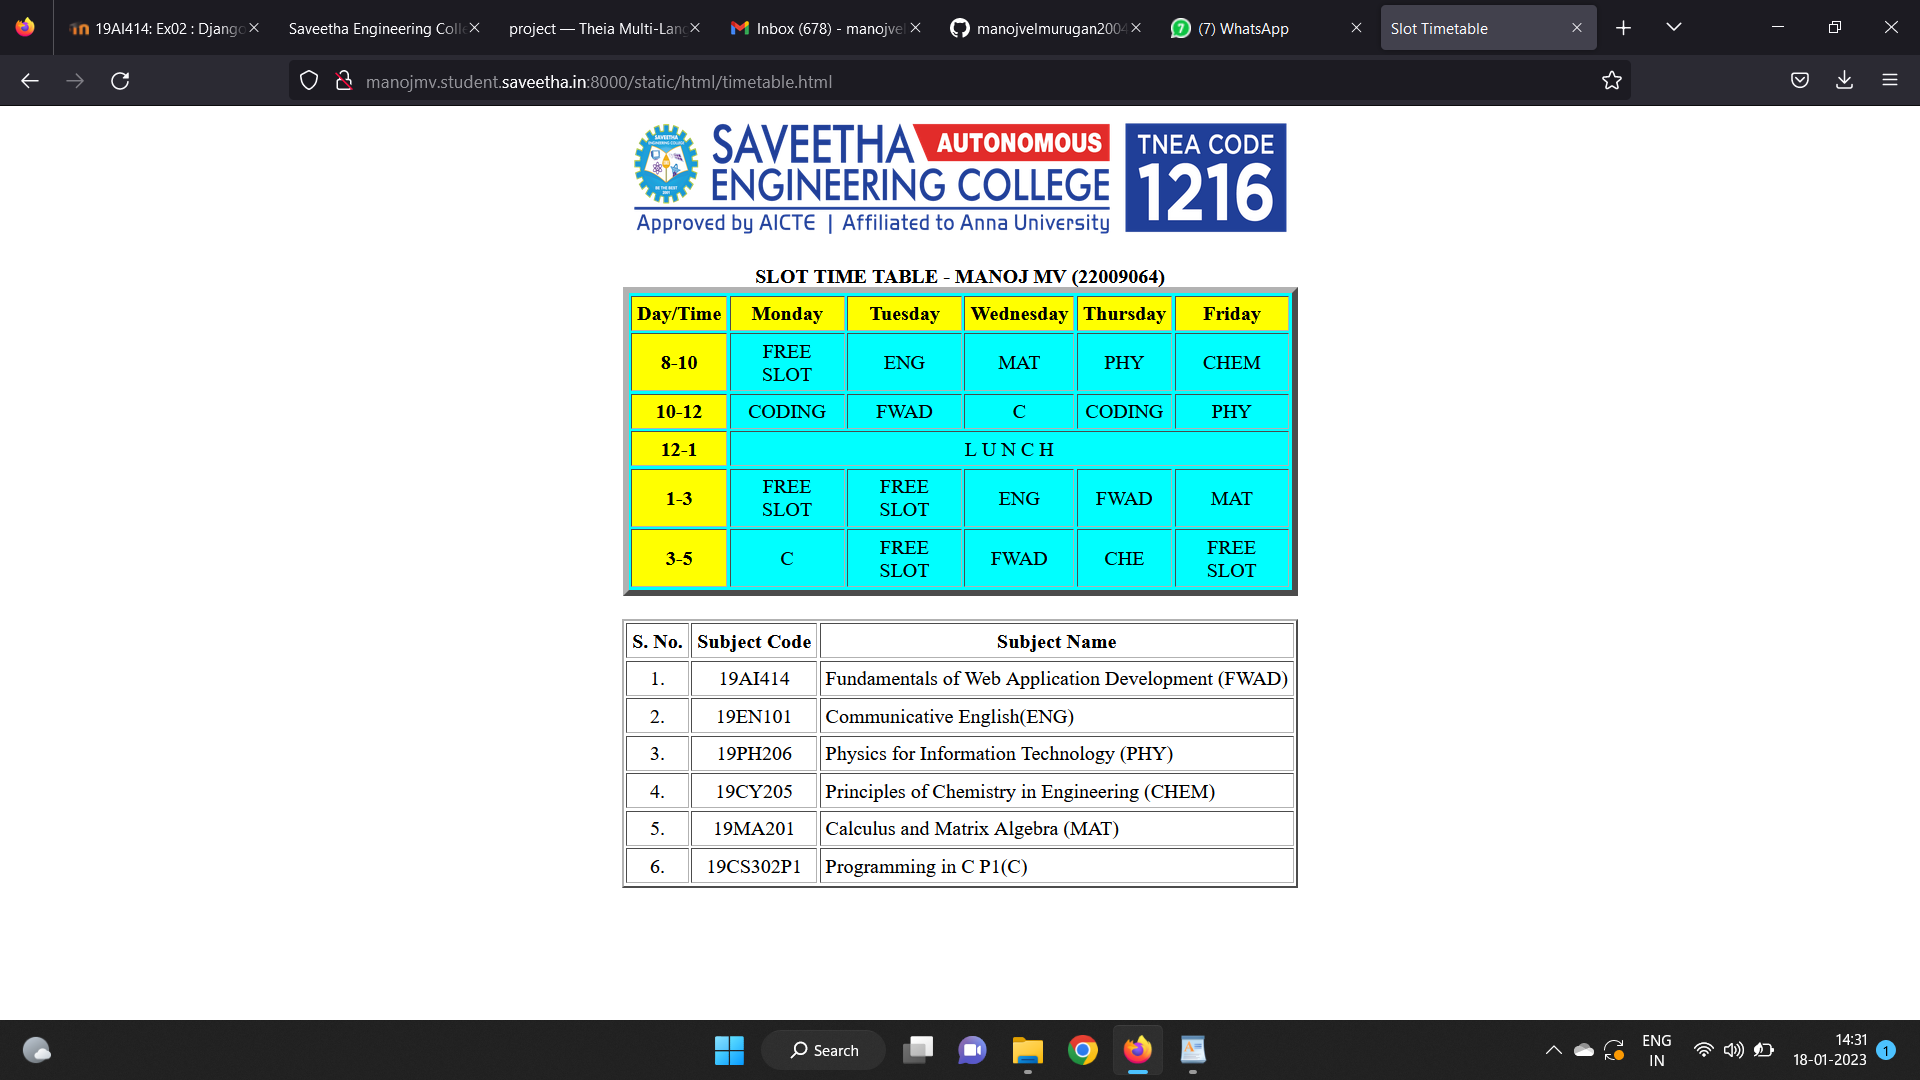 19AI414: Ex02 : Django
Saveetha Engineering Coll
project — Theia Multi-Lang
Inbox (678) - manojvel
manojvelmurugan2004
(7) WhatsApp
Slot Timetable
manojmv.student.saveetha.in:8000/static/html/timetable.html
SAVEETHA AUTONOMOUS
ENGINEERING COLLEGE
Approved by AICTE | Affiliated to Anna University
TNEA CODE
1216
SLOT TIME TABLE - MANOJ MV (22009064)
Day/Time Monday Tuesday Wednesday Thursday Friday
8-10 FREE SLOT ENG MAT PHY CHEM
10-12 CODING FWAD C CODING PHY
12-1 L U N C H
1-3 FREE SLOT FREE SLOT ENG FWAD MAT
3-5 C FREE SLOT FWAD CHE FREE SLOT
S. No. Subject Code Subject Name
1. 19AI414 Fundamentals of Web Application Development (FWAD)
2. 19EN101 Communicative English(ENG)
3. 19PH206 Physics for Information Technology (PHY)
4. 19CY205 Principles of Chemistry in Engineering (CHEM)
5. 19MA201 Calculus and Matrix Algebra (MAT)
6. 19CS302P1 Programming in C P1(C)
Search
ENG
IN
14:31
18-01-2023
1